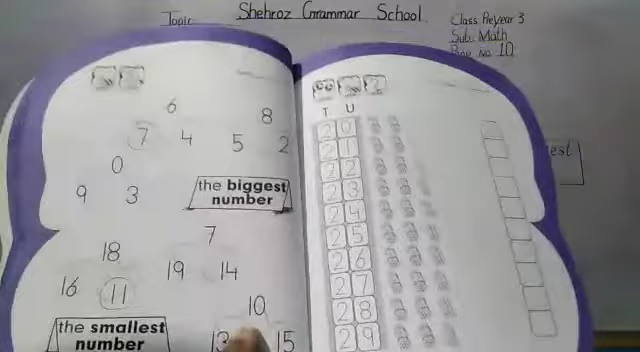 Topic Shehroz Grammar School
Class Pre year 3
Sub: Math
Page No 10
est
6
8
7 4 5 2
0
9 3
the biggest
number
7
18
16 11 19 14
10
the smallest
number
13 15
T U
2 0
2 1
2 2
2 3
2 4
2 5
2 6
2 7
2 8
2 9